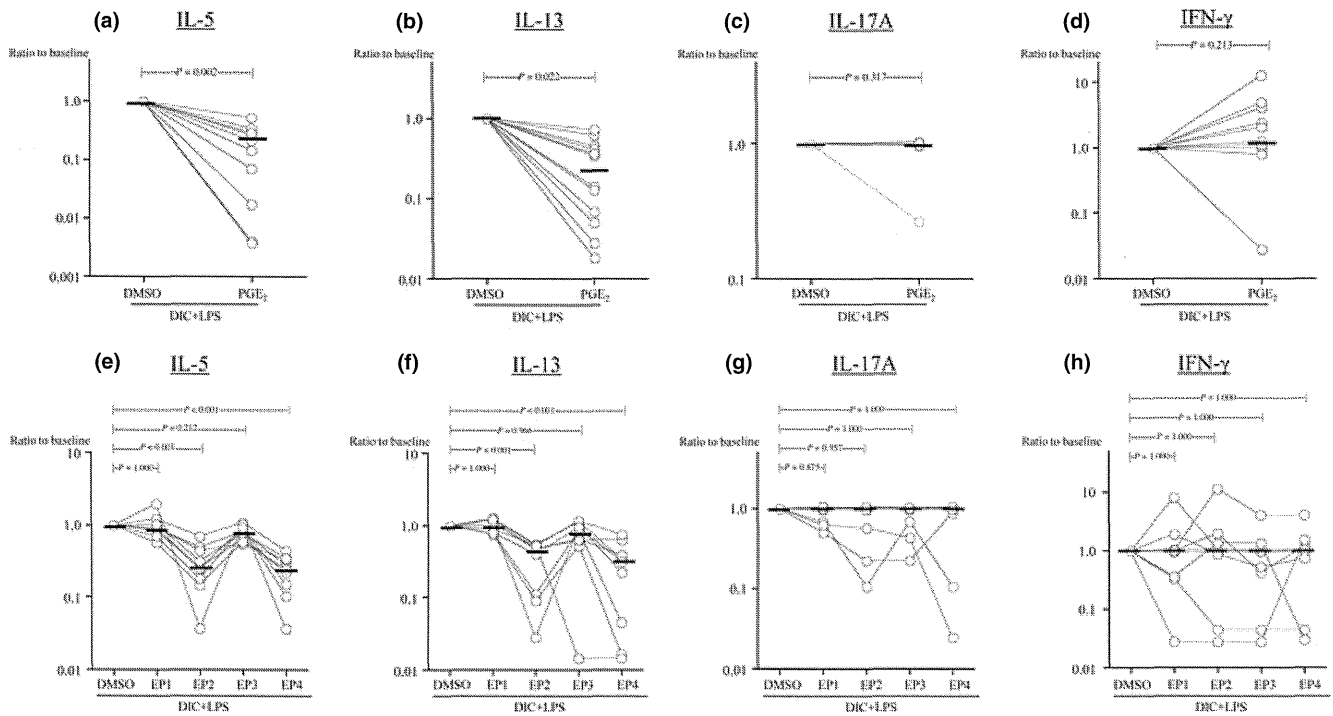 (a) IL-5
Ratio to baseline
P = 0.002
1.0
0.1
0.01
0.001
DMSO PGE₂
DIC+LPS
(b) IL-13
Ratio to baseline
P = 0.022
1.0
0.1
0.01
DMSO PGE₂
DIC+LPS
(c) IL-17A
Ratio to baseline
P = 0.317
1.0
0.1
DMSO PGE₂
DIC+LPS
(d) IFN-γ
Ratio to baseline
P = 0.213
10
1.0
0.1
0.01
DMSO PGE₂
DIC+LPS
(e) IL-5
P < 0.001
P = 0.212
P < 0.001
P = 1.000
Ratio to baseline
10
1.0
0.1
0.01
DMSO EP1 EP2 EP3 EP4
DIC+LPS
(f) IL-13
P < 0.001
P = 0.966
P = 0.001
P = 1.000
Ratio to baseline
10
1.0
0.1
0.01
DMSO EP1 EP2 EP3 EP4
DIC+LPS
(g) IL-17A
P = 1.000
P = 1.000
P = 0.957
P = 0.875
Ratio to baseline
1.0
0.1
0.01
DMSO EP1 EP2 EP3 EP4
DIC+LPS
(h) IFN-γ
P = 1.000
P = 1.000
P = 1.000
P = 1.000
Ratio to baseline
10
1.0
0.1
0.01
DMSO EP1 EP2 EP3 EP4
DIC+LPS